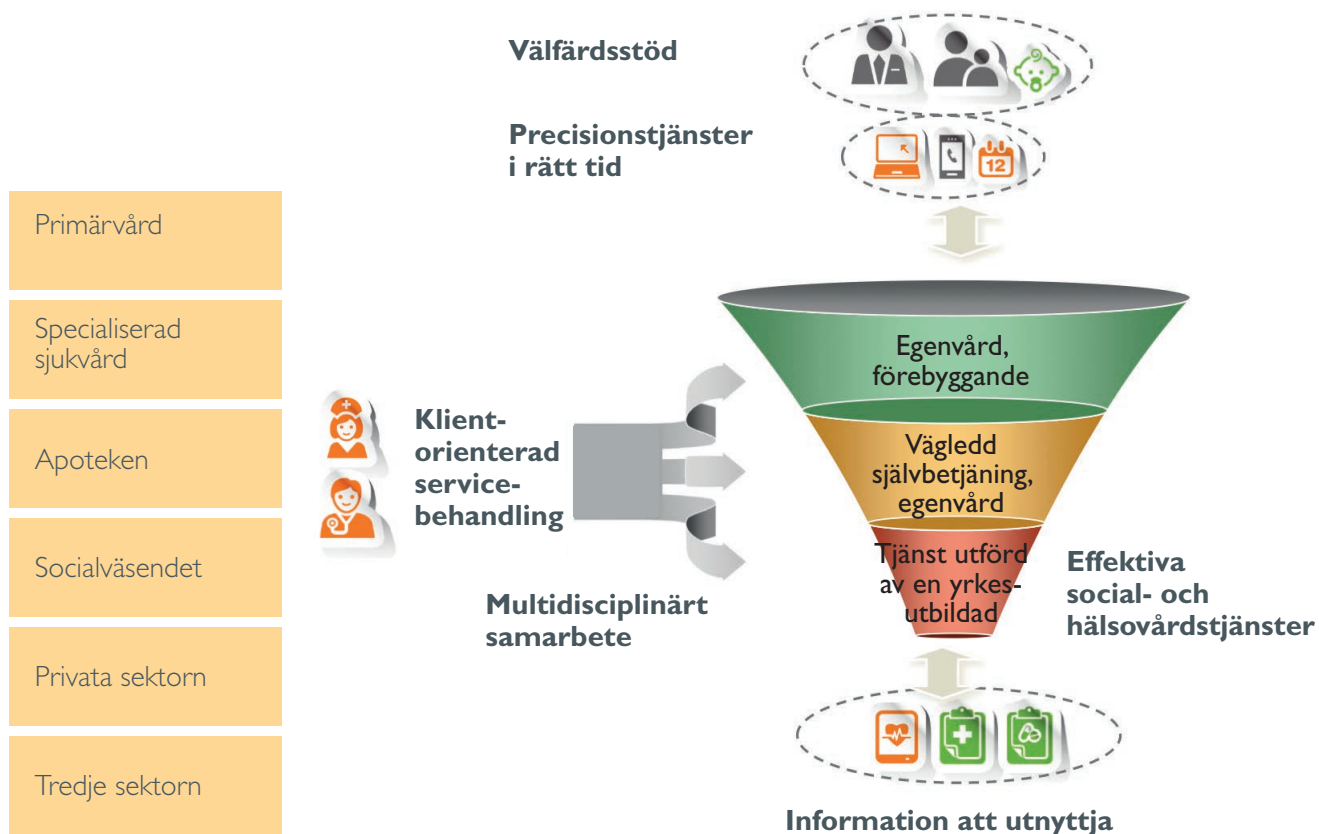 Välfärdsstöd
Precisionstjänster
i rätt tid
12
Primärvård
Specialiserad
sjukvård
Apoteken
Socialväsendet
Privata sektorn
Tredje sektorn
Klient-
orienterad
service-
behandling
Multidisciplinärt
samarbete
Egenvård,
förebyggande
Vägledd
självbetjäning,
egenvård
Tjänst utförd
av en yrkes-
utbildad
Effektiva
social- och
hälsovårdstjänster
Information att utnyttja